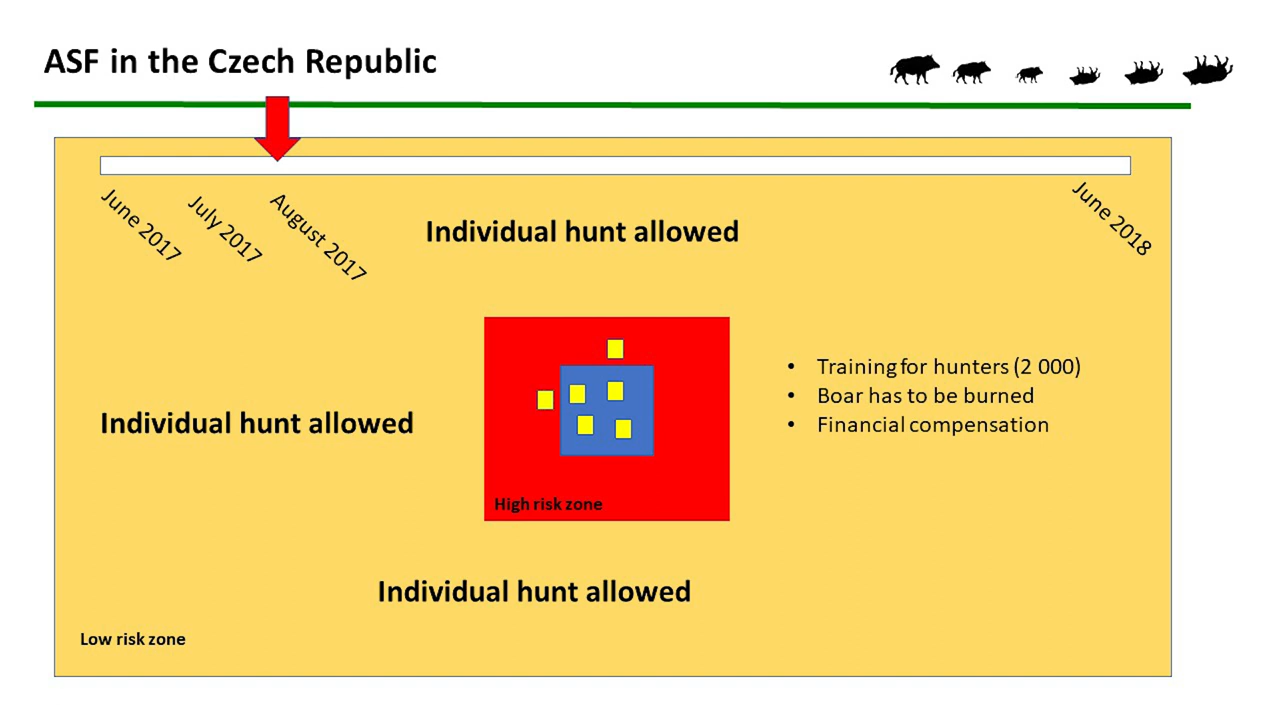 ASF in the Czech Republic
June 2017
July 2017
August 2017
June 2018
Individual hunt allowed
• Training for hunters (2 000)
• Boar has to be burned
• Financial compensation
Individual hunt allowed
High risk zone
Individual hunt allowed
Low risk zone